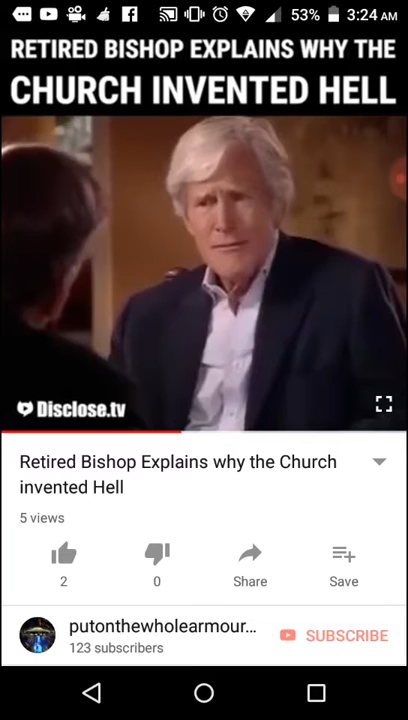 53% 3:24 AM
RETIRED BISHOP EXPLAINS WHY THE
CHURCH INVENTED HELL
Disclose.tv
Retired Bishop Explains why the Church
invented Hell
5 views
2
0
Share
Save
putonthewholearmour...
SUBSCRIBE
123 subscribers